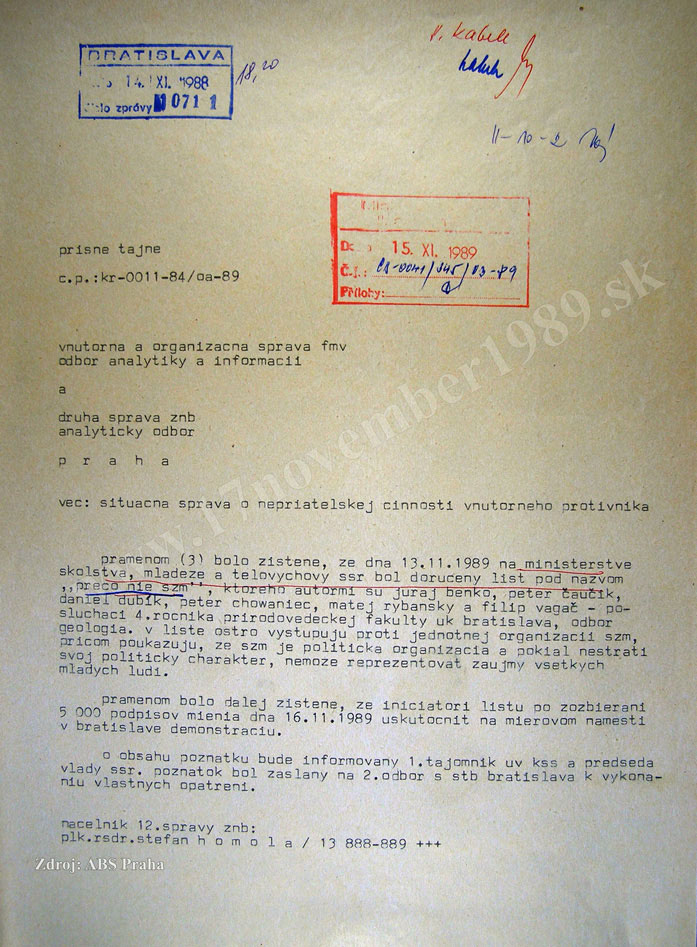 BRATISLAVA
14. XI. 1988
zprávy 1071 1
18,20
prisne tajne
15. XI. 1989
Č.j.:
Přílohy:
c.p.:kr-0011-84/oa-89
vnutorna a organizacna sprava fmv
odbor analytiky a informacii
a
druha sprava znb
analyticky odbor
p r a h a
vec: situacna sprava o nepriatelskej cinnosti vnutorneho protivnika
pramenom (3) bolo zistene, ze dna 13.11.1989 na ministerstve
skolstva, mladeze a telovychovy ssr bol doruceny list pod nazvom
,,preco nie szm'', ktoreho autormi su juraj benko, peter čaučik,
daniel dubik, peter chowaniec, matej rybansky a filip vagač - po-
sluchaci 4.rocnika prirodovedeckej fakulty uk bratislava, odbor
geologia. v liste ostro vystupuju proti jednotnej organizacii szm,
pricom poukazuju, ze szm je politicka organizacia a pokial nestrati
svoj politicky charakter, nemoze reprezentovat zaujmy vsetkych
mladych ludi.
pramenom bolo dalej zistene, ze iniciatori listu po zozbierani
5 000 podpisov mienia dna 16.11.1989 uskutocnit na mierovom namesti
v bratislave demonstraciu.
o obsahu poznatku bude informovany 1.tajomnik uv kss a predseda
vlady ssr. poznatok bol zaslany na 2.odbor s stb bratislava k vykona-
niu vlastnych opatreni.
nacelnik 12.spravy znb:
plk.rsdr.stefan h o m o l a / 13 888-889 +++
Zdroj: ABS Praha
www.17november1989.sk